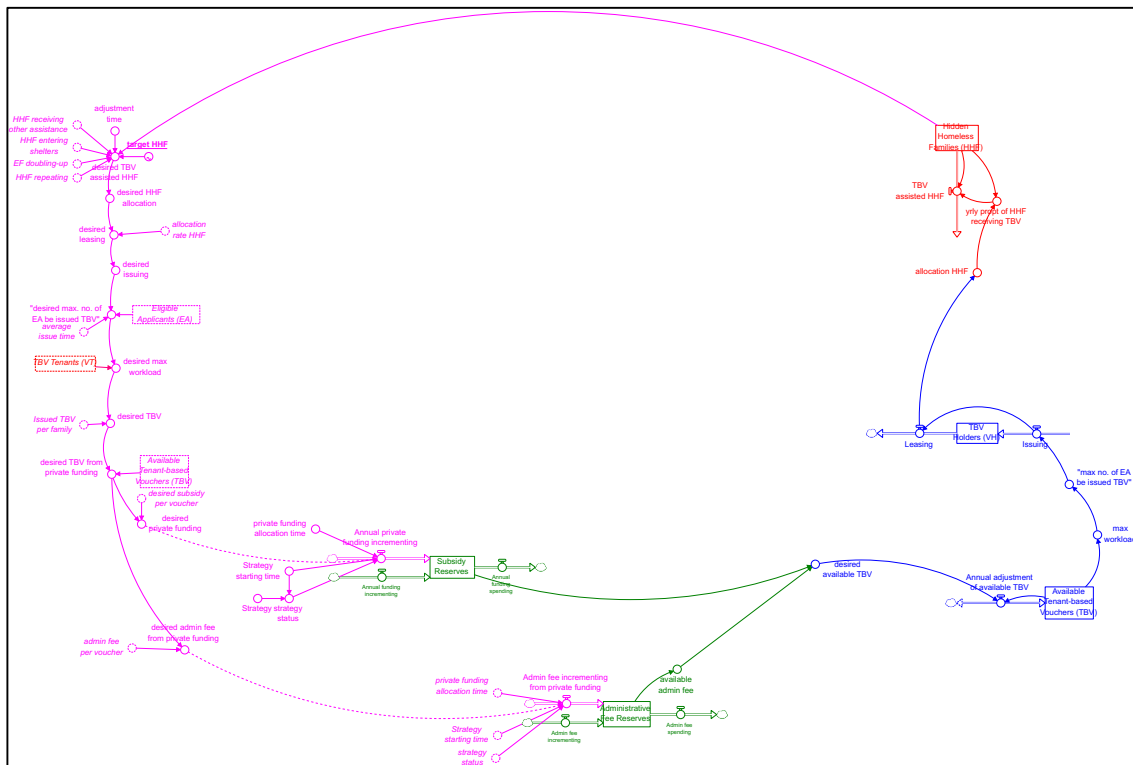 HHF receiving
other assistance
adjustment
time
HHF entering
shelters
target HHF
EF doubling-up
desired TBV
assisted HHF
HHF repeating
desired HHF
allocation
desired
leasing
allocation
rate HHF
desired
issuing
"desired max. no. of
EA be issued TBV"
Eligible
Applicants (EA)
average
issue time
TBV Tenants (VT)
desired max
workload
Issued TBV
per family
desired TBV
desired TBV from
private funding
Available
Tenant-based
Vouchers (TBV)
desired subsidy
per voucher
desired
private funding
private funding
allocation time
Annual private
funding incrementing
Strategy
starting time
Annual funding
incrementing
Subsidy
Reserves
Annual
funding
spending
Strategy strategy
status
desired admin fee
from private funding
admin fee
per voucher
private funding
allocation time
Admin fee incrementing
from private funding
Strategy
starting time
strategy
status
Admin fee
incrementing
Administrative
Fee Reserves
Admin fee
spending
available
admin fee
desired
available TBV
Annual adjustment
of available TBV
Available
Tenant-based
Vouchers (TBV)
max
workload
"max no. of EA
be issued TBV"
Issuing
TBV
Holders (VH)
Leasing
allocation HHF
yrly propt of HHF
receiving TBV
TBV
assisted HHF
Hidden
Homeless
Families (HHF)